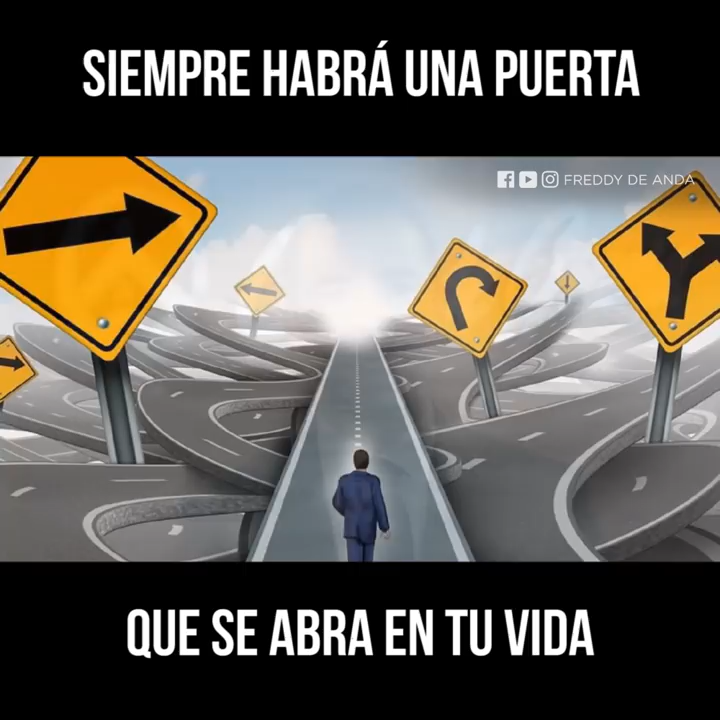 SIEMPRE HABRÁ UNA PUERTA
FREDDY DE ANDA
QUE SE ABRA EN TU VIDA